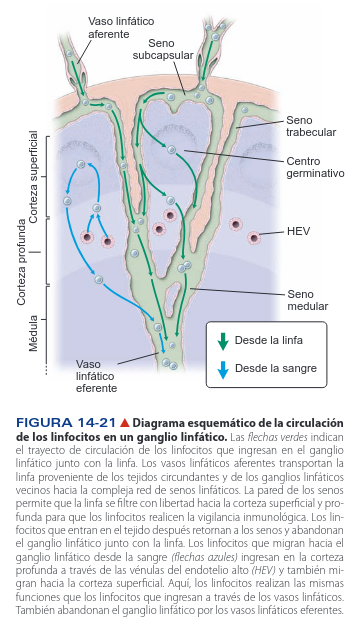 Vaso linfático
aferente
Seno
subcapsular
Seno
trabecular
Centro
germinativo
HEV
Seno
medular
Corteza superficial
Corteza profunda
Médula
Desde la linfa
Desde la sangre
Vaso
linfático
eferente
FIGURA 14-21 ▲ Diagrama esquemático de la circulación
de los linfocitos en un ganglio linfático. Las flechas verdes indican
el trayecto de circulación de los linfocitos que ingresan en el ganglio
linfático junto con la linfa. Los vasos linfáticos aferentes transportan la
linfa proveniente de los tejidos circundantes y de los ganglios linfáticos
vecinos hacia la compleja red de senos linfáticos. La pared de los senos
permite que la linfa se filtre con libertad hacia la corteza superficial y pro-
funda para que los linfocitos realicen la vigilancia inmunológica. Los lin-
focitos que entran en el tejido después retornan a los senos y abandonan
el ganglio linfático junto con la linfa. Los linfocitos que migran hacia el
ganglio linfático desde la sangre (flechas azules) ingresan en la corteza
profunda a través de las vénulas del endotelio alto (HEV) y también mi-
gran hacia la corteza superficial. Aquí, los linfocitos realizan las mismas
funciones que los linfocitos que ingresan a través de los vasos linfáticos.
También abandonan el ganglio linfático por los vasos linfáticos eferentes.